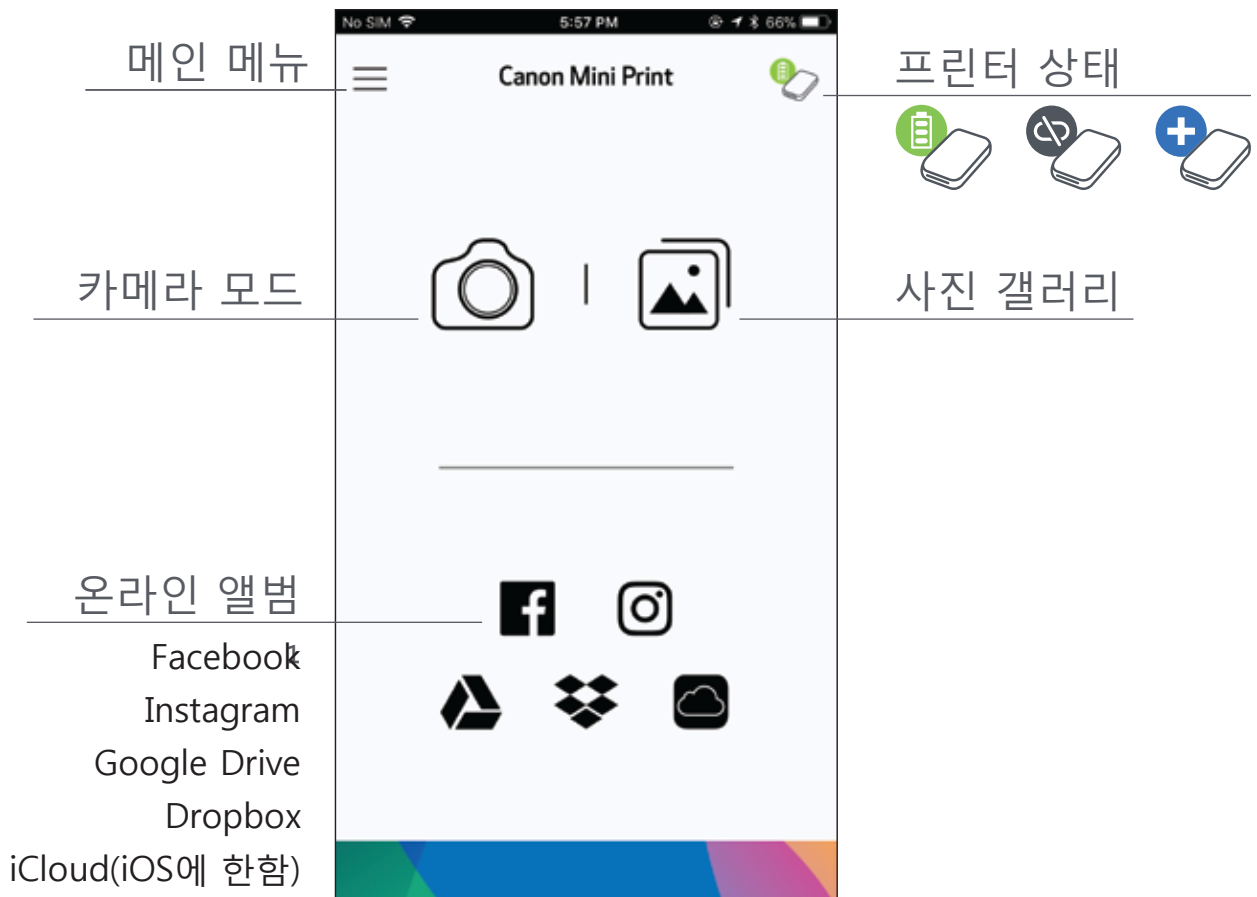 No SIM 5:57 PM 66%
메인 메뉴
Canon Mini Print
프린터 상태
카메라 모드
사진 갤러리
온라인 앨범
Facebook
Instagram
Google Drive
Dropbox
iCloud(iOS에 한함)